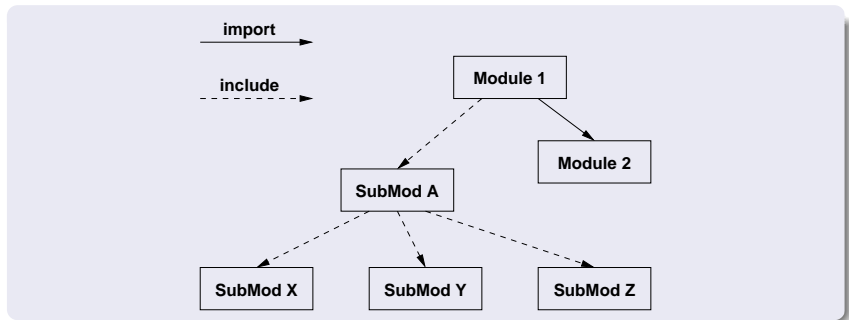 import
include
Module 1
Module 2
SubMod A
SubMod X
SubMod Y
SubMod Z